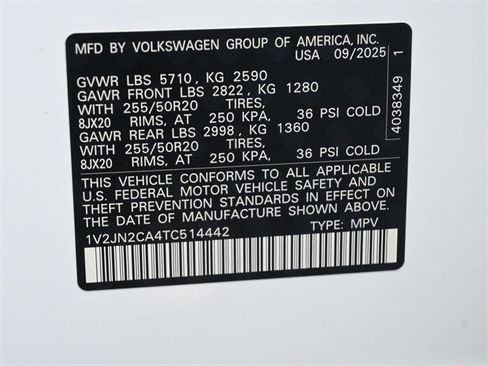 MFD BY VOLKSWAGEN GROUP OF AMERICA, INC.
USA 09/2025
GVWR LBS 5710, KG 2590
GAWR FRONT LBS 2822, KG 1280
WITH 255/50R20 TIRES,
8JX20 RIMS, AT 250 KPA, 36 PSI COLD
GAWR REAR LBS 2998, KG 1360
WITH 255/50R20 TIRES,
8JX20 RIMS, AT 250 KPA, 36 PSI COLD
THIS VEHICLE CONFORMS TO ALL APPLICABLE
U.S. FEDERAL MOTOR VEHICLE SAFETY AND
THEFT PREVENTION STANDARDS IN EFFECT ON
THE DATE OF MANUFACTURE SHOWN ABOVE.
1V2JN2CA4TC514442 TYPE: MPV
4038349 1